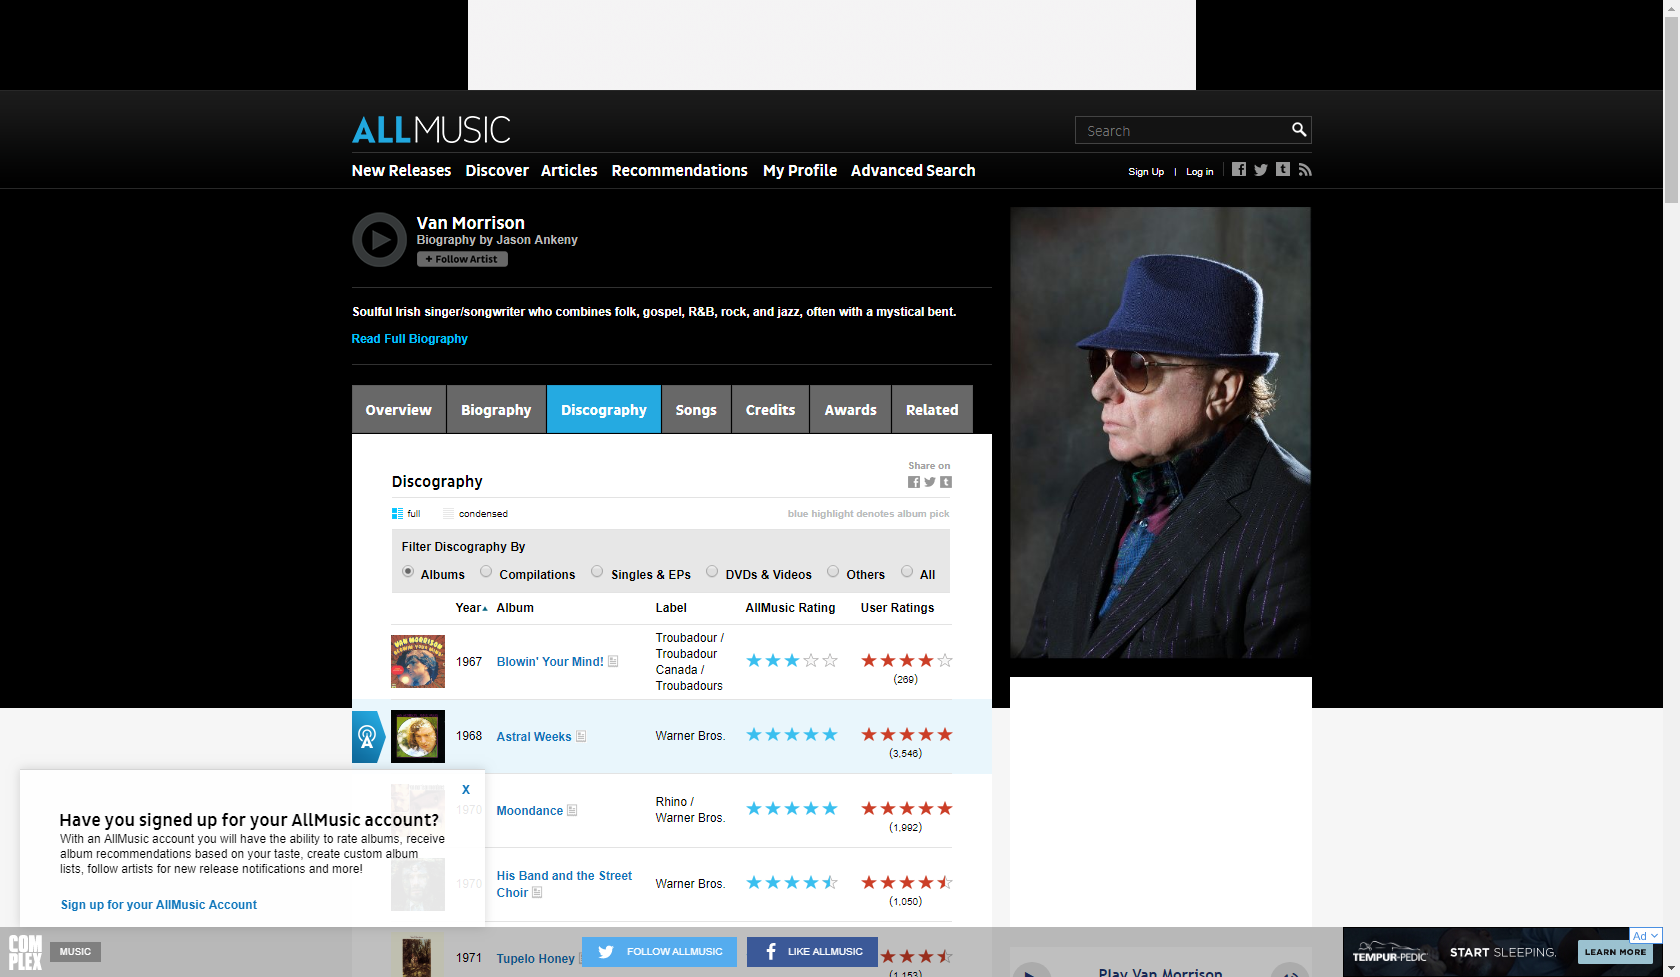 ALLMUSIC
Search
New Releases Discover Articles Recommendations My Profile Advanced Search
Sign Up | Log in
Van Morrison
Biography by Jason Ankeny
+ Follow Artist
Soulful Irish singer/songwriter who combines folk, gospel, R&B, rock, and jazz, often with a mystical bent.
Read Full Biography
Overview Biography Discography Songs Credits Awards Related
Share on
Discography
full condensed blue highlight denotes album pick
Filter Discography By
Albums Compilations Singles & EPs DVDs & Videos Others All
Year Album Label AllMusic Rating User Ratings
VAN MORRISON
BLOWIN' YOUR MIND!
1967 Blowin' Your Mind!
Troubadour /
Troubadour
Canada /
Troubadours
(269)
1968 Astral Weeks Warner Bros.
(3,546)
1970 Moondance
Rhino /
Warner Bros.
(1,992)
1970 His Band and the Street
Choir
Warner Bros.
(1,050)
1971 Tupelo Honey
(1,153)
X
Have you signed up for your AllMusic account?
With an AllMusic account you will have the ability to rate albums, receive
album recommendations based on your taste, create custom album
lists, follow artists for new release notifications and more!
Sign up for your AllMusic Account
COM
PLEX
MUSIC
FOLLOW ALLMUSIC
LIKE ALLMUSIC
Play Van Morrison
Ad
TEMPUR-PEDIC
START SLEEPING.
LEARN MORE